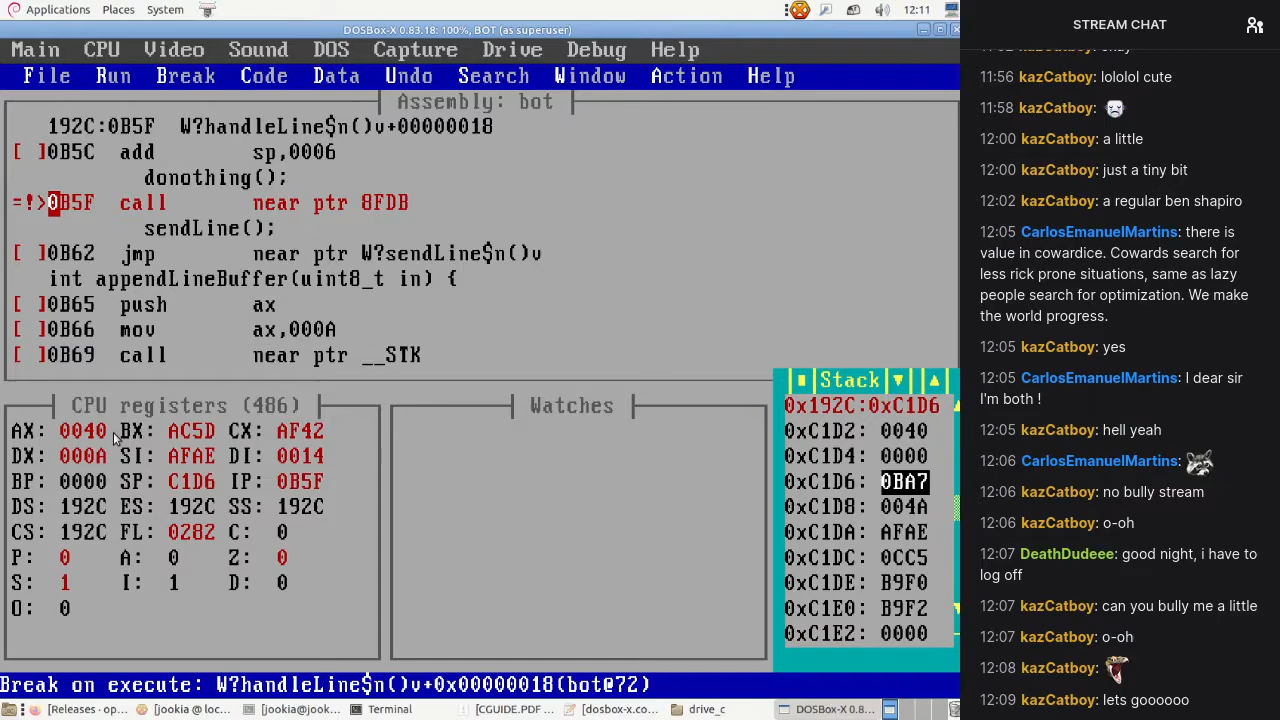 Applications Places System 12:11
DOSBox-X 0.83.18: 100%, BOT (as superuser)
Main CPU Video Sound DOS Capture Drive Debug Help
File Run Break Code Data Undo Search Window Action Help
Assembly: bot
192C:0B5F W?handleLine$n()v+00000018
[ ]0B5C add sp,0006
donothing();
=!>0B5F call near ptr 8FDB
sendLine();
[ ]0B62 jmp near ptr W?sendLine$n()v
int appendLineBuffer(uint8_t in) {
[ ]0B65 push ax
[ ]0B66 mov ax,000A
[ ]0B69 call near ptr __STK
CPU registers (486)
AX: 0040 BX: AC5D CX: AF42
DX: 000A SI: AFAE DI: 0014
BP: 0000 SP: C1D6 IP: 0B5F
DS: 192C ES: 192C SS: 192C
CS: 192C FL: 0282 C: 0
P: 0 A: 0 Z: 0
S: 1 I: 1 D: 0
O: 0
Watches
Stack
0x192C:0xC1D6
0xC1D2: 0040
0xC1D4: 0000
0xC1D6: 0BA7
0xC1D8: 004A
0xC1DA: AFAE
0xC1DC: 0CC5
0xC1DE: B9F0
0xC1E0: B9F2
0xC1E2: 0000
Break on execute: W?handleLine$n()v+0x00000018(bot@72)
[Releases - op...
[jookia @ loc...
jookia@jook...
Terminal
[CGUIDE.PDF ...
[dosbox-x.co...
drive_c
DOSBox-X 0.8...
STREAM CHAT
11:56 kazCatboy: lololol cute
11:58 kazCatboy:
12:00 kazCatboy: a little
12:00 kazCatboy: just a tiny bit
12:02 kazCatboy: a regular ben shapiro
12:05 CarlosEmanuelMartins: there is
value in cowardice. Cowards search for
less rick prone situations, same as lazy
people search for optimization. We make
the world progress.
12:05 kazCatboy: yes
12:05 CarlosEmanuelMartins: I dear sir
I'm both !
12:05 kazCatboy: hell yeah
12:06 CarlosEmanuelMartins:
12:06 kazCatboy: no bully stream
12:06 kazCatboy: o-oh
12:07 DeathDudeee: good night, i have to
log off
12:07 kazCatboy: can you bully me a little
12:07 kazCatboy: o-oh
12:08 kazCatboy:
12:09 kazCatboy: lets goooooo